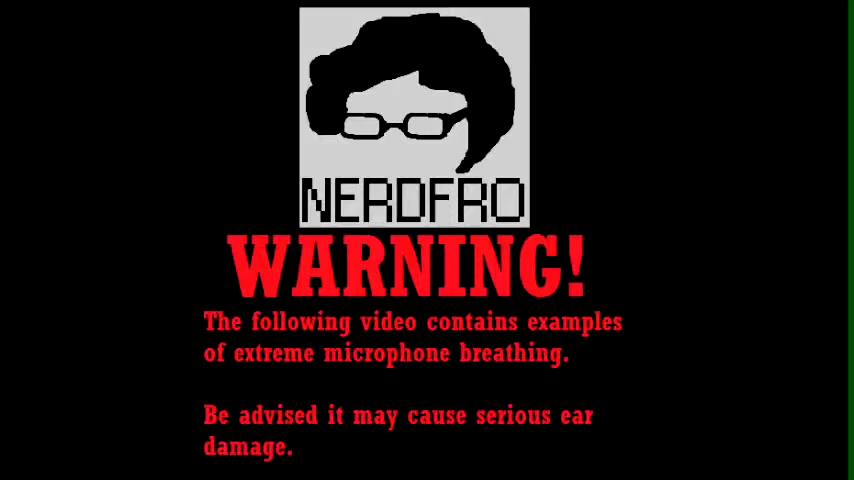 NERDFRO
WARNING!
The following video contains examples
of extreme microphone breathing.
Be advised it may cause serious ear
damage.